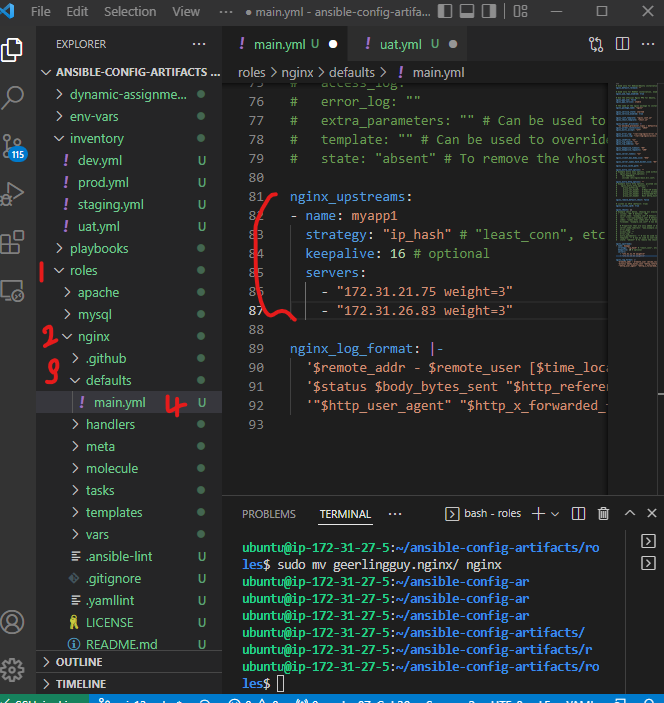 File Edit Selection View ··· ● main.yml - ansible-config-artifa...
EXPLORER ···
ANSIBLE-CONFIG-ARTIFACTS ...
dynamic-assignme...
env-vars
inventory
! dev.yml U
! prod.yml U
! staging.yml U
! uat.yml U
playbooks
1 roles
apache
mysql
2 nginx
3 .github
defaults
! main.yml 4 U
handlers
meta
molecule
tasks
templates
vars
.ansible-lint U
.gitignore U
.yamllint U
LICENSE U
README.md U
OUTLINE
TIMELINE
115
! main.yml U ● ! uat.yml U ●
roles > nginx > defaults > ! main.yml
75 # access_log: ""
76 # error_log: ""
77 # extra_parameters: "" # Can be used to
78 # template: "" # Can be used to override
79 # state: "absent" # To remove the vhost
80
81 nginx_upstreams:
82 - name: myapp1
83 strategy: "ip_hash" # "least_conn", etc
84 keepalive: 16 # optional
85 servers:
86 - "172.31.21.75 weight=3"
87 - "172.31.26.83 weight=3"
88
89 nginx_log_format: |-
90 '$remote_addr - $remote_user [$time_loca
91 '$status $body_bytes_sent "$http_refere
92 '"$http_user_agent" "$http_x_forwarded_
93
PROBLEMS TERMINAL ··· bash - roles
ubuntu@ip-172-31-27-5:~/ansible-config-artifacts/ro
les$ sudo mv geerlingguy.nginx/ nginx
ubuntu@ip-172-31-27-5:~/ansible-config-ar
ubuntu@ip-172-31-27-5:~/ansible-config-ar
ubuntu@ip-172-31-27-5:~/ansible-config-ar
ubuntu@ip-172-31-27-5:~/ansible-config-artifacts/
ubuntu@ip-172-31-27-5:~/ansible-config-artifacts/r
ubuntu@ip-172-31-27-5:~/ansible-config-artifacts/ro
les$